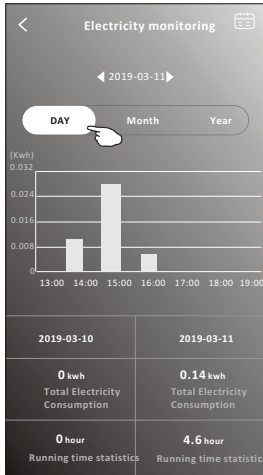 Electricity monitoring
2019-03-11
DAY Month Year
(Kwh)
0.032
0.024
0.016
0.008
0
13:00 14:00 15:00 16:00 17:00 18:00 19:00
2019-03-10 2019-03-11
0 kwh 0.14 kwh
Total Electricity Total Electricity
Consumption Consumption
0 hour 4.6 hour
Running time statistics Running time statistic